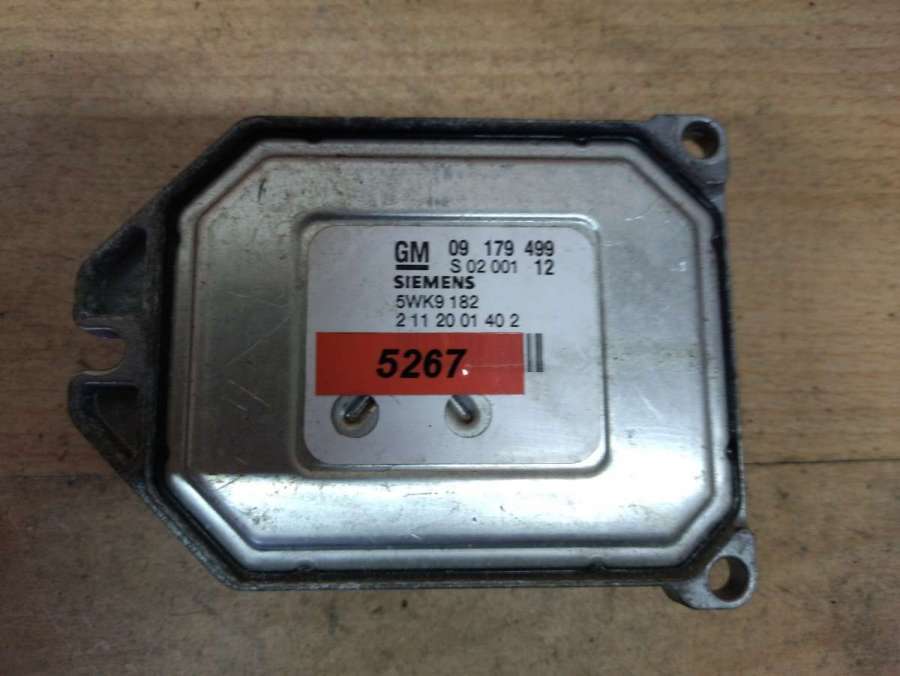 GM 09 179 499
S 02 001 12
SIEMENS
5WK9 182
2 11 20 01 40 2
5267